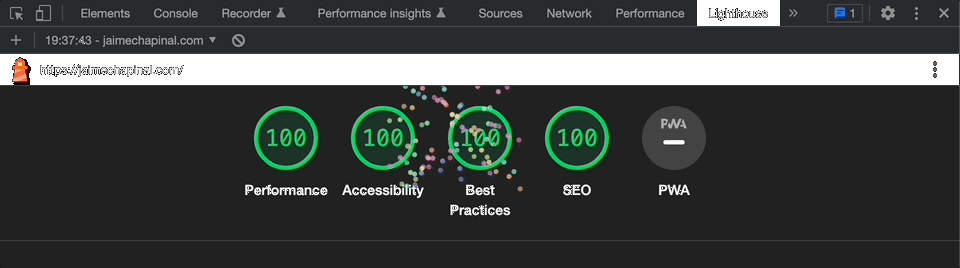 Elements Console Recorder Performance insights Sources Network Performance Lighthouse » 1
+ 19:37:43 - jaimechapinal.com ▼
https://jaimechapinal.com/
100 100 100 100 PWA
Performance Accessibility Best Practices SEO PWA